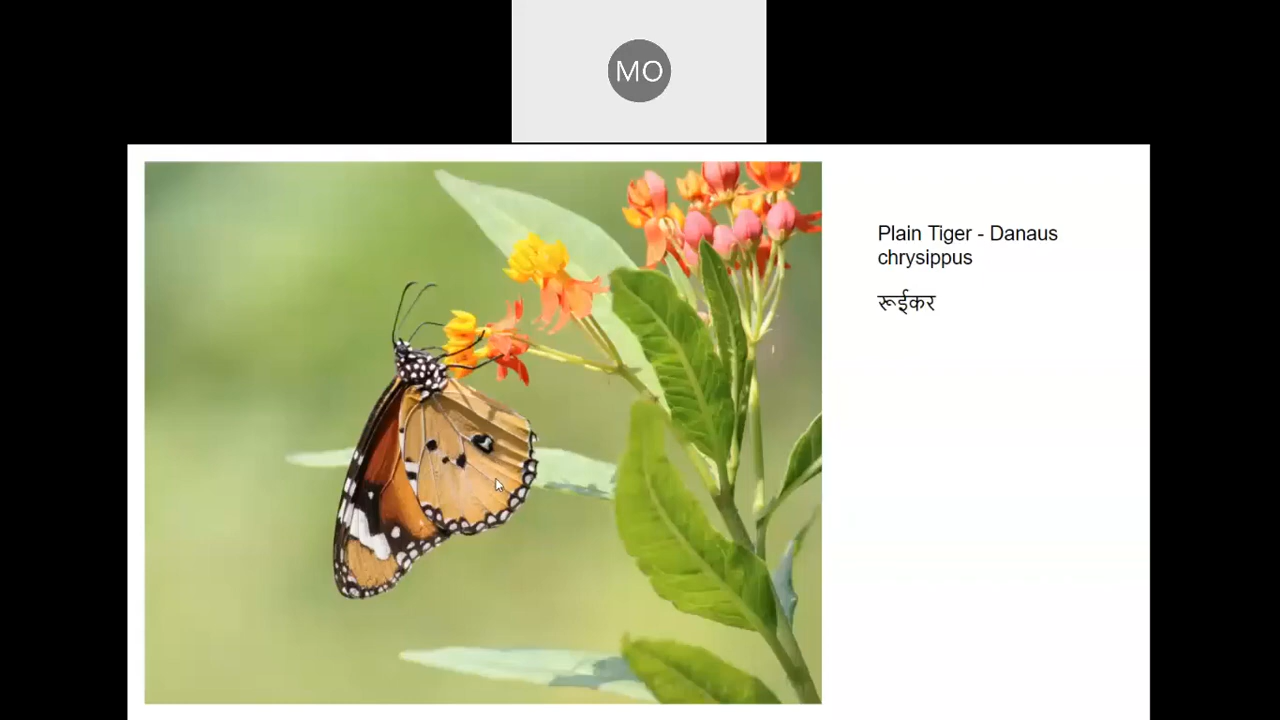 MO
Plain Tiger - Danaus
chrysippus
रूईकर